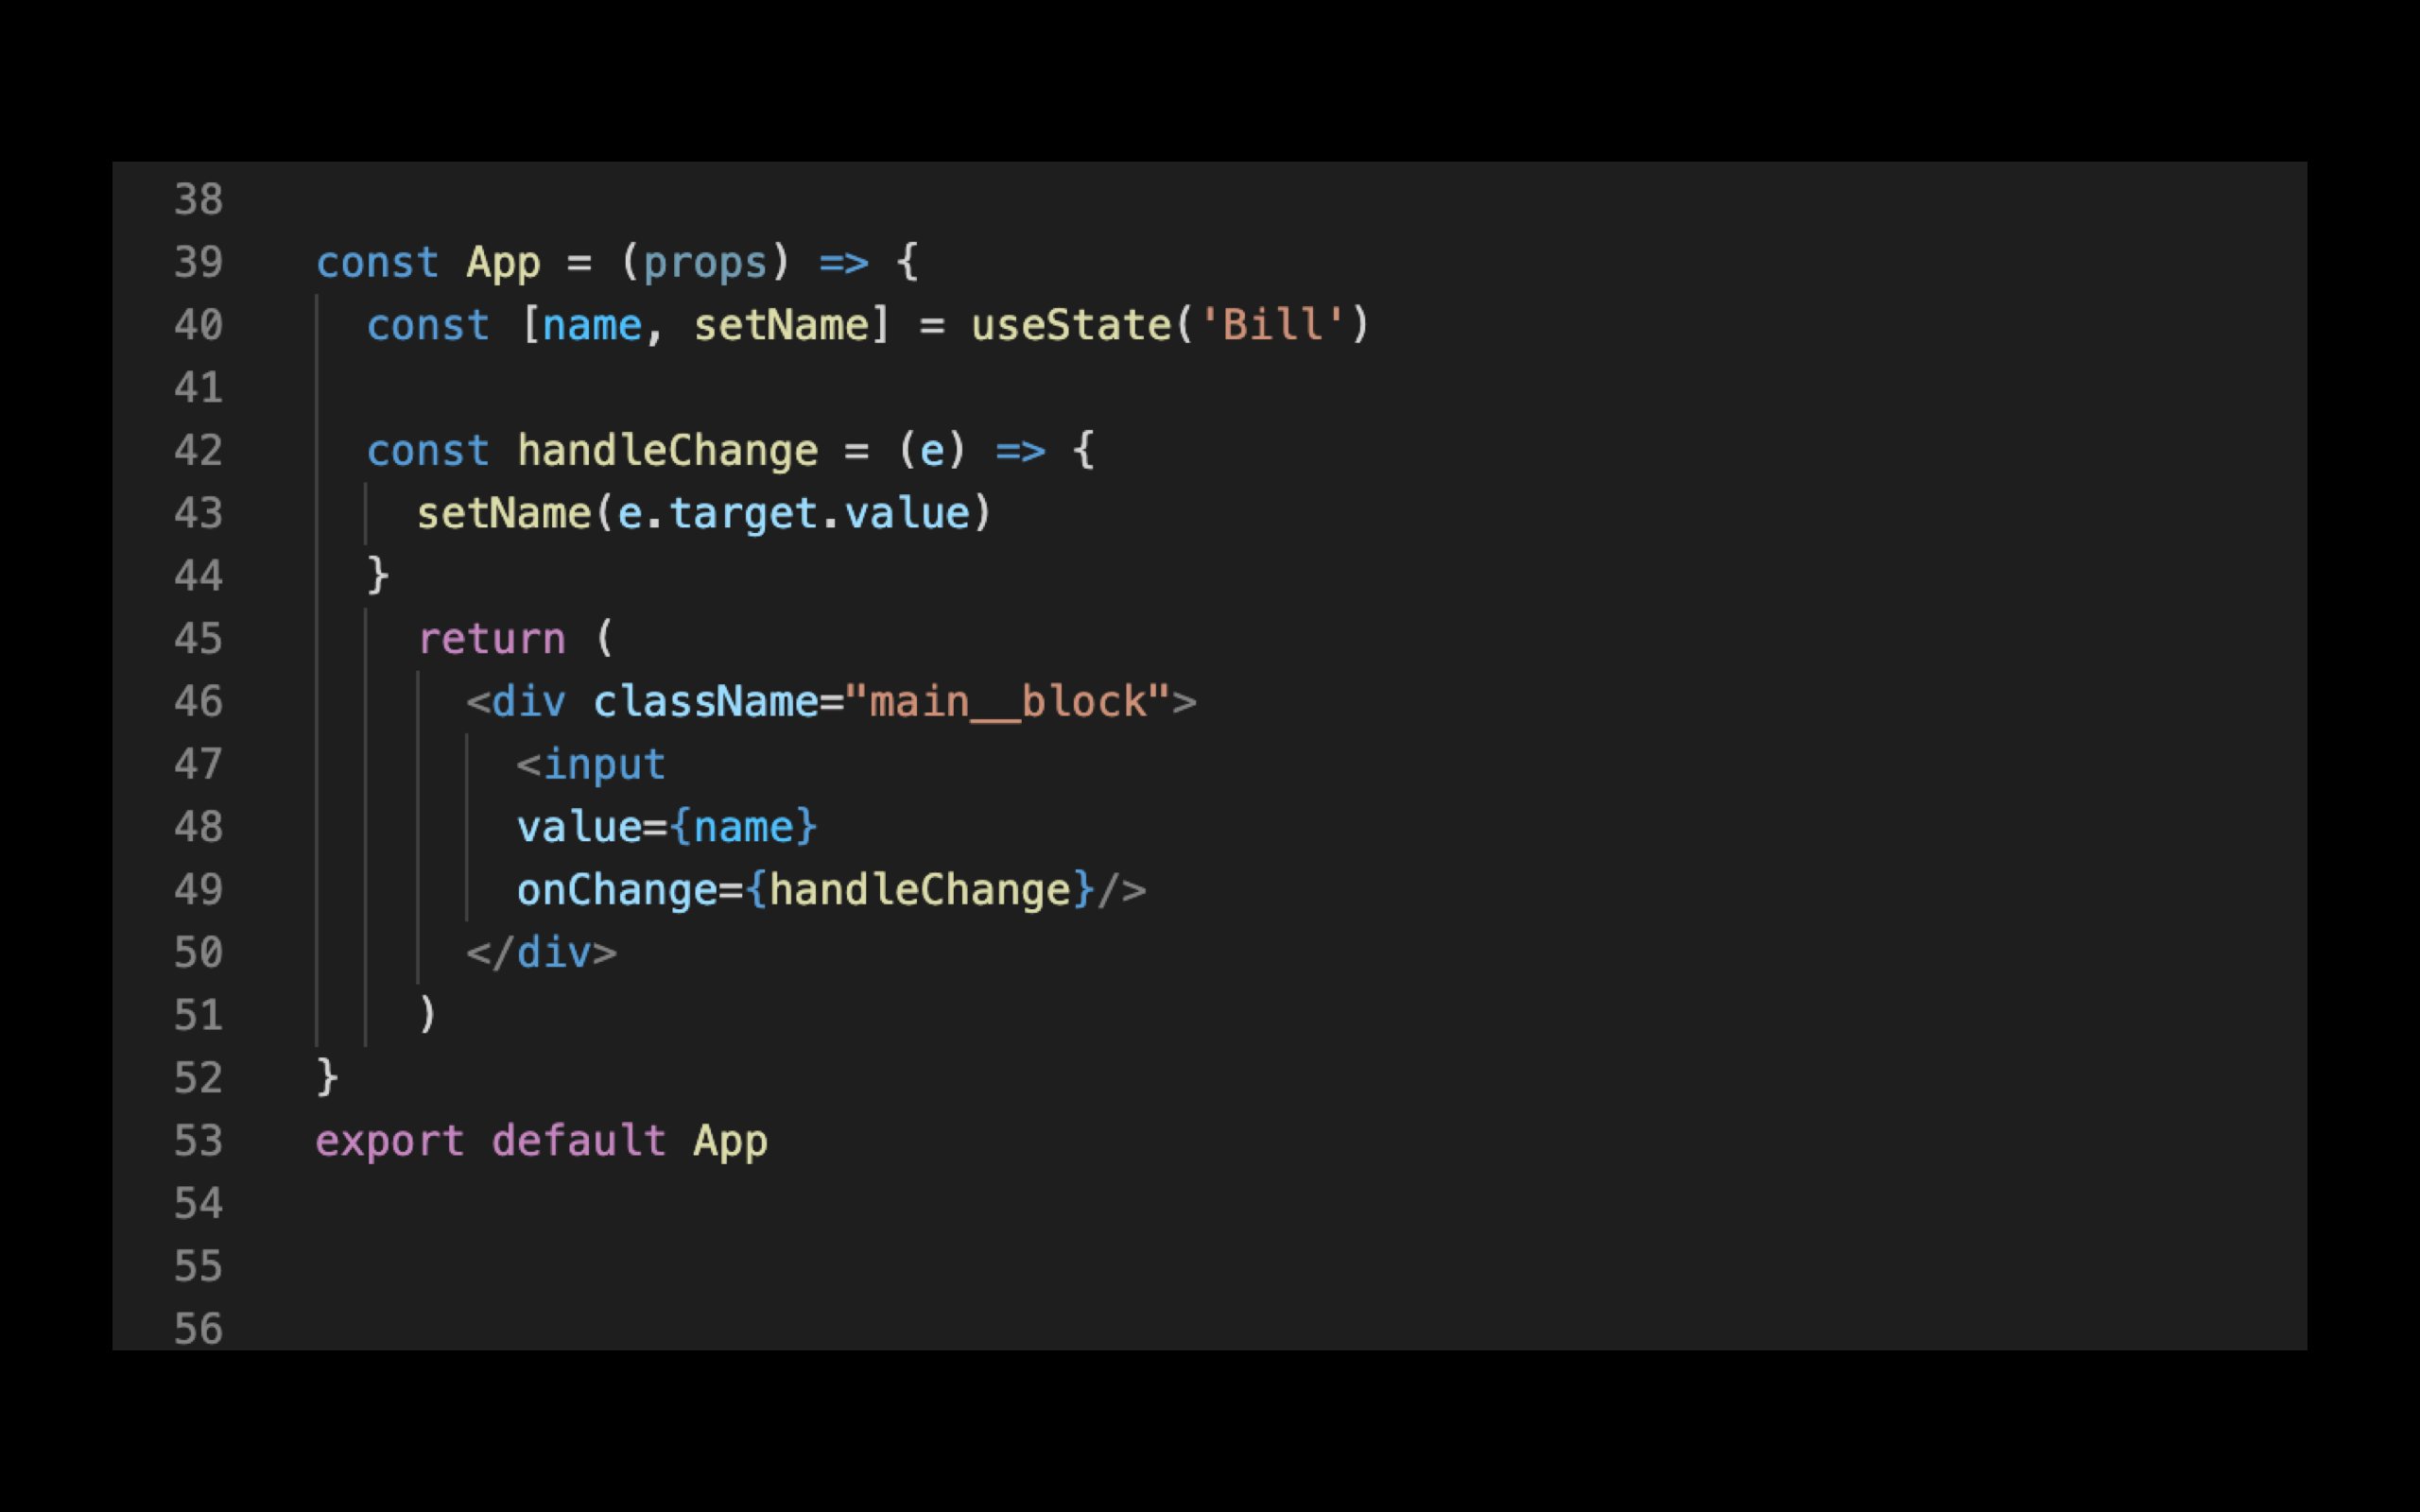 38
39 const App = (props) => {
40   const [name, setName] = useState('Bill')
41
42   const handleChange = (e) => {
43     setName(e.target.value)
44   }
45     return (
46       <div className="main__block">
47         <input
48         value={name}
49         onChange={handleChange}/>
50       </div>
51     )
52 }
53 export default App
54
55
56